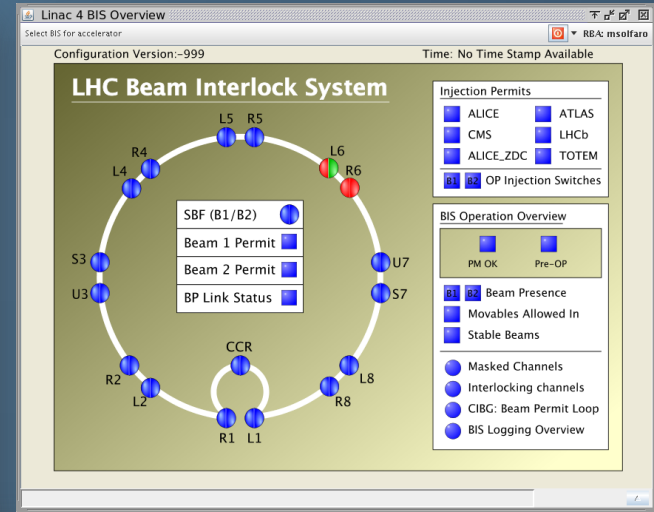 Linac 4 BIS Overview
Select BIS for accelerator
RBA: msolfaro
Configuration Version:-999
Time: No Time Stamp Available
LHC Beam Interlock System
L5 R5
R4 L6
L4 R6
SBF (B1/B2)
Beam 1 Permit
Beam 2 Permit
BP Link Status
S3 U7
U3 S7
CCR
R2 L8
L2 R8
R1 L1
Injection Permits
ALICE ATLAS
CMS LHCb
ALICE_ZDC TOTEM
B1 B2 OP Injection Switches
BIS Operation Overview
PM OK Pre-OP
B1 B2 Beam Presence
Movables Allowed In
Stable Beams
Masked Channels
Interlocking channels
CIBG: Beam Permit Loop
BIS Logging Overview